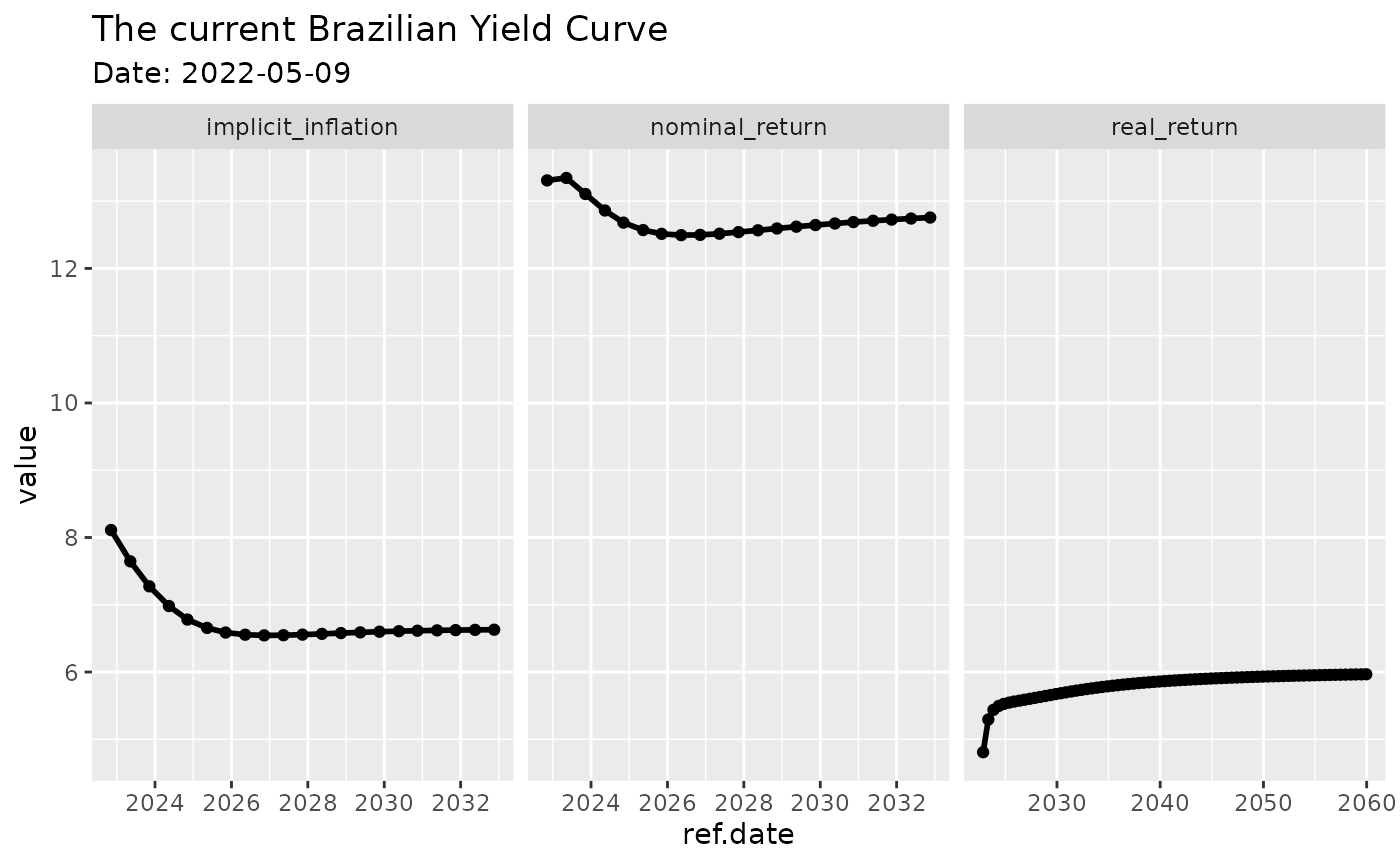 The current Brazilian Yield Curve
Date: 2022-05-09
implicit_inflation nominal_return real_return
12
10
8
6
value
2024 2026 2028 2030 2032 2024 2026 2028 2030 2032 2030 2040 2050 2060
ref.date